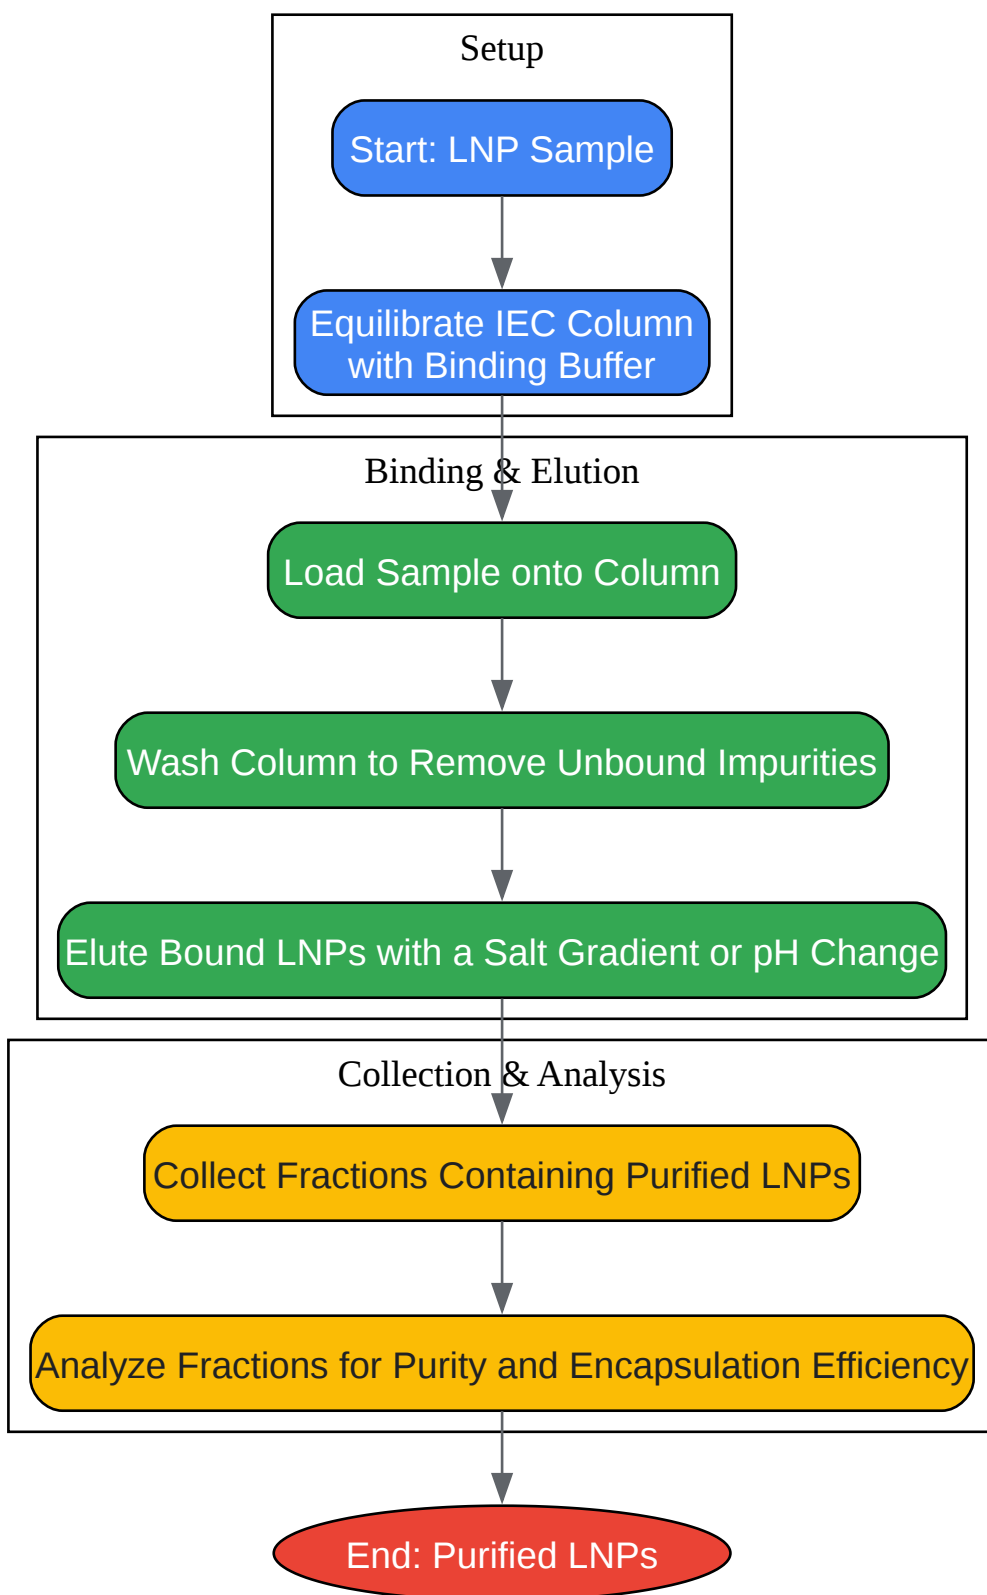 Setup
Start: LNP Sample
Equilibrate IEC Column
with Binding Buffer
Binding & Elution
Load Sample onto Column
Wash Column to Remove Unbound Impurities
Elute Bound LNPs with a Salt Gradient or pH Change
Collection & Analysis
Collect Fractions Containing Purified LNPs
Analyze Fractions for Purity and Encapsulation Efficiency
End: Purified LNPs